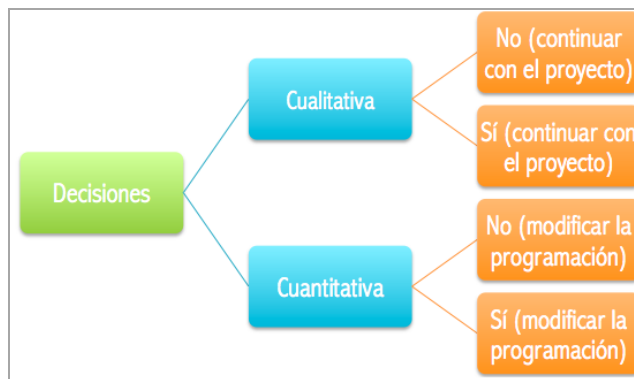 No (continuar
con el proyecto)
Cualitativa
Sí (continuar con
el proyecto)
Decisiones
No (modificar la
programación)
Cuantitativa
Sí (modificar la
programación)